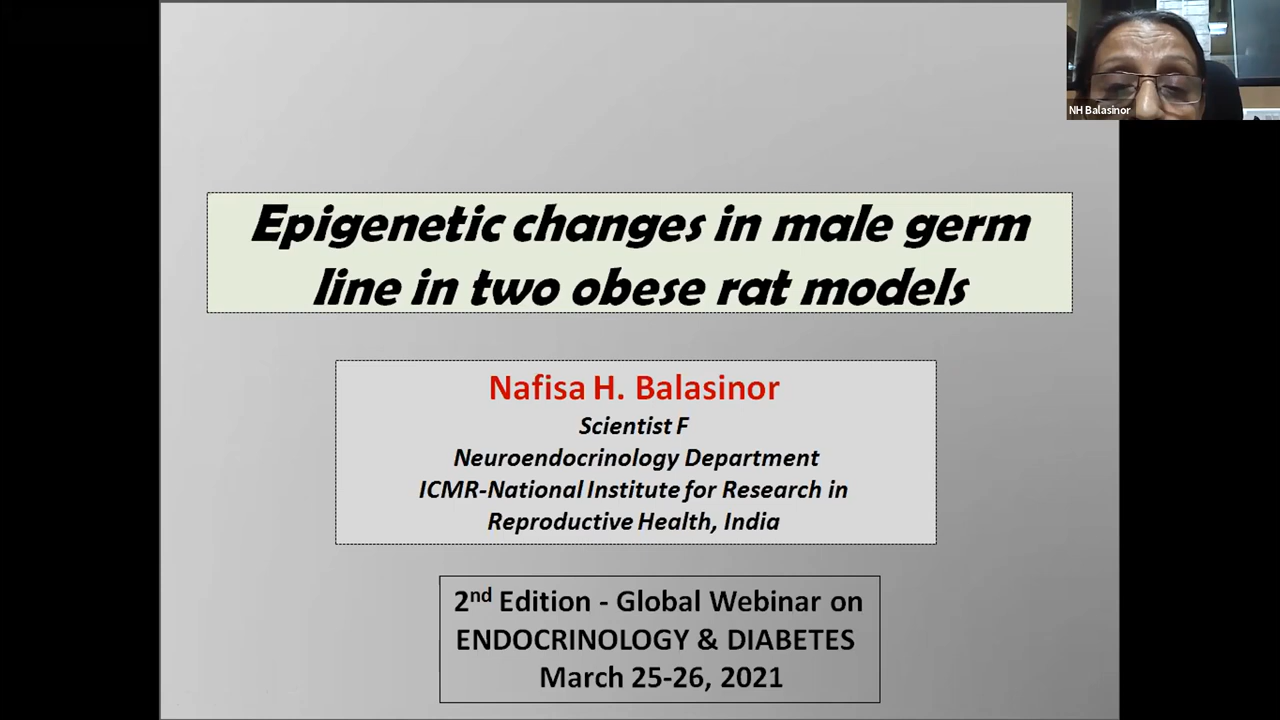 NH Balasinor
Epigenetic changes in male germ
line in two obese rat models
Nafisa H. Balasinor
Scientist F
Neuroendocrinology Department
ICMR-National Institute for Research in
Reproductive Health, India
2nd Edition - Global Webinar on
ENDOCRINOLOGY & DIABETES
March 25-26, 2021